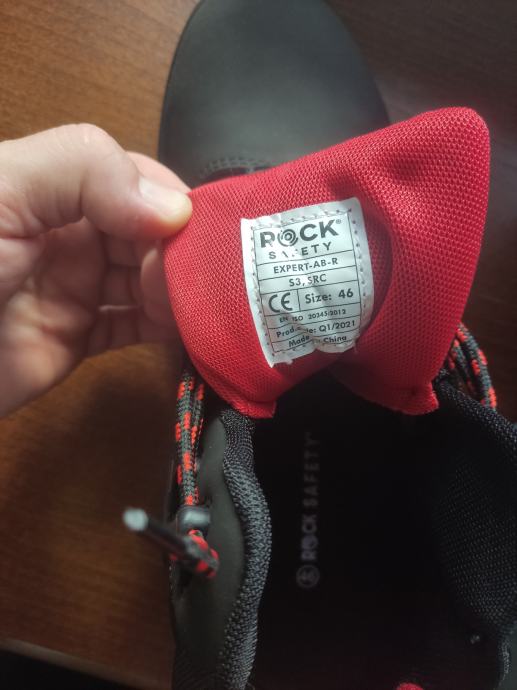 ROCK®
SAFETY
EXPERT-AB-R
S3, SRC
CE Size: 46
EN ISO 20345:2012
Q1/2021
Made China
ROCK SAFETY